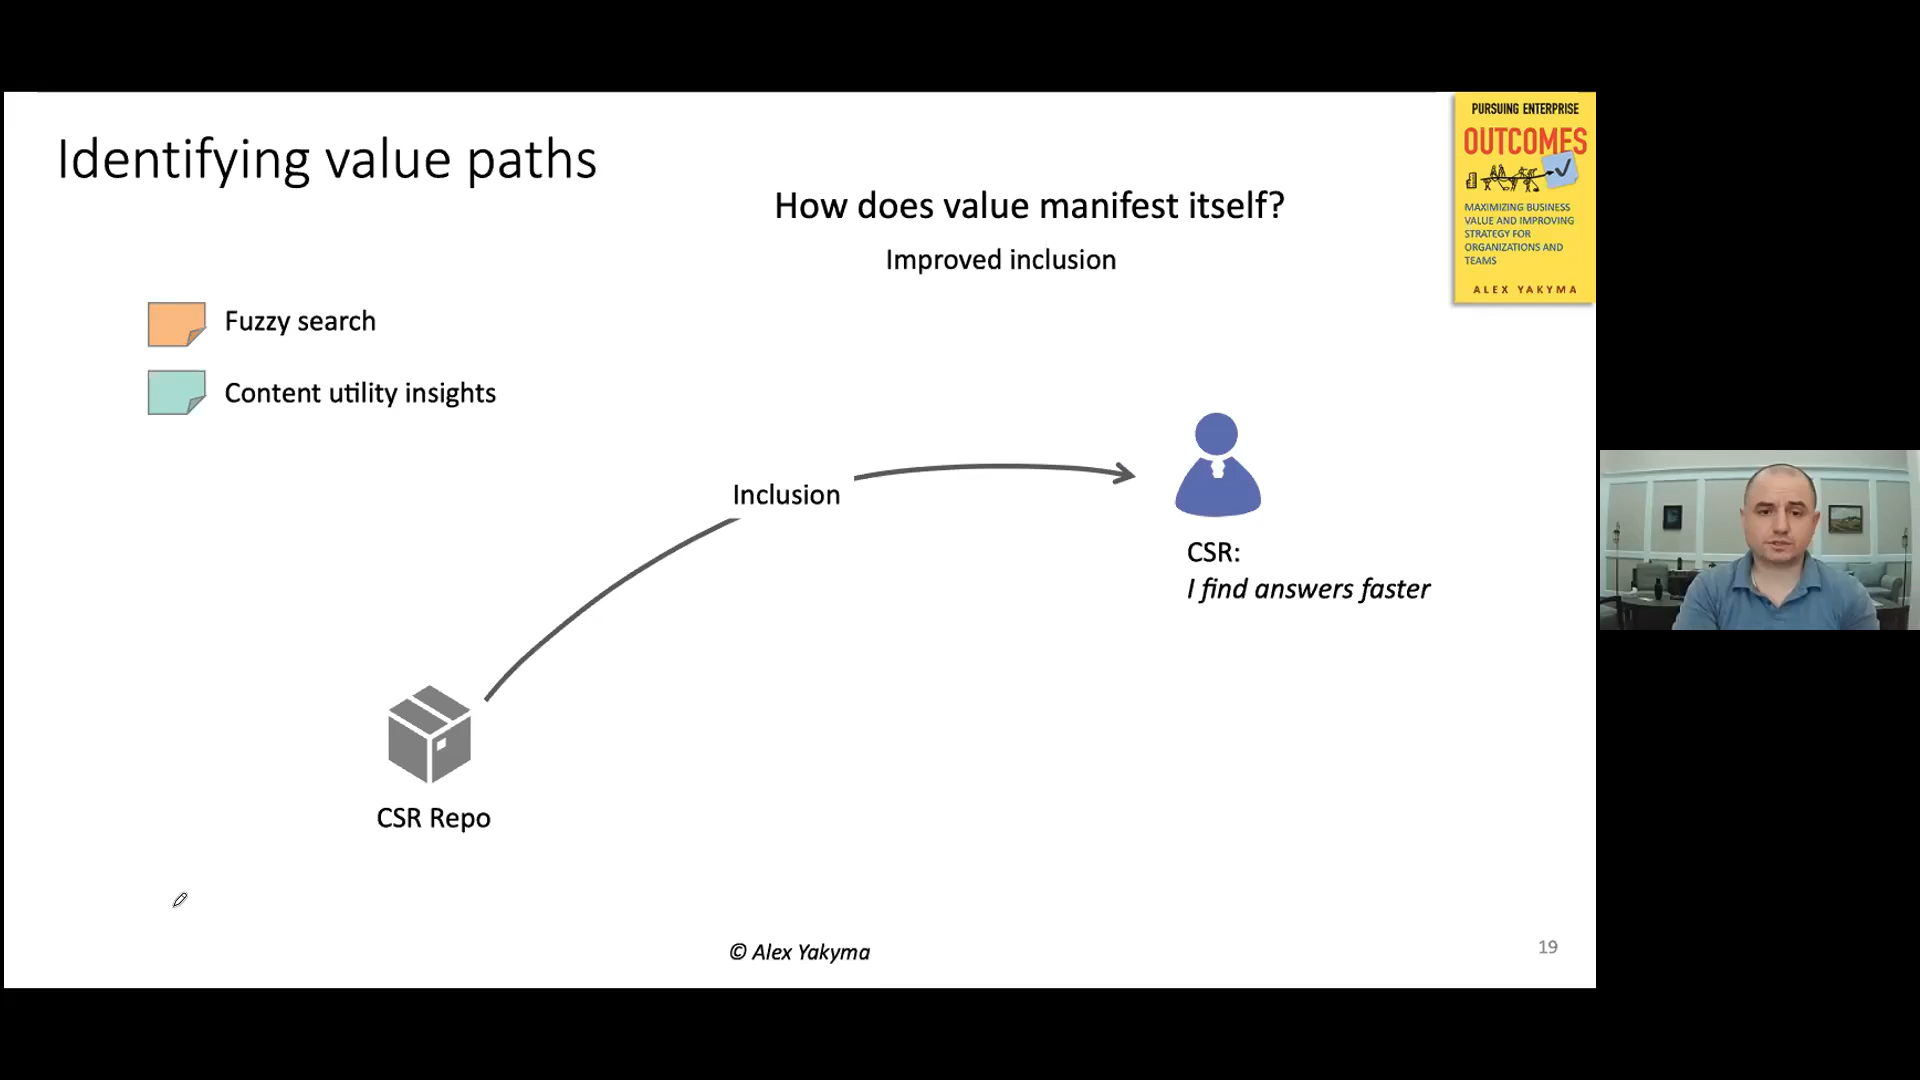 Identifying value paths
How does value manifest itself?
Improved inclusion
Fuzzy search
Content utility insights
Inclusion
CSR:
I find answers faster
CSR Repo
© Alex Yakyma
19
PURSUING ENTERPRISE
OUTCOMES
MAXIMIZING BUSINESS
VALUE AND IMPROVING
STRATEGY FOR
ORGANIZATIONS AND
TEAMS
ALEX YAKYMA